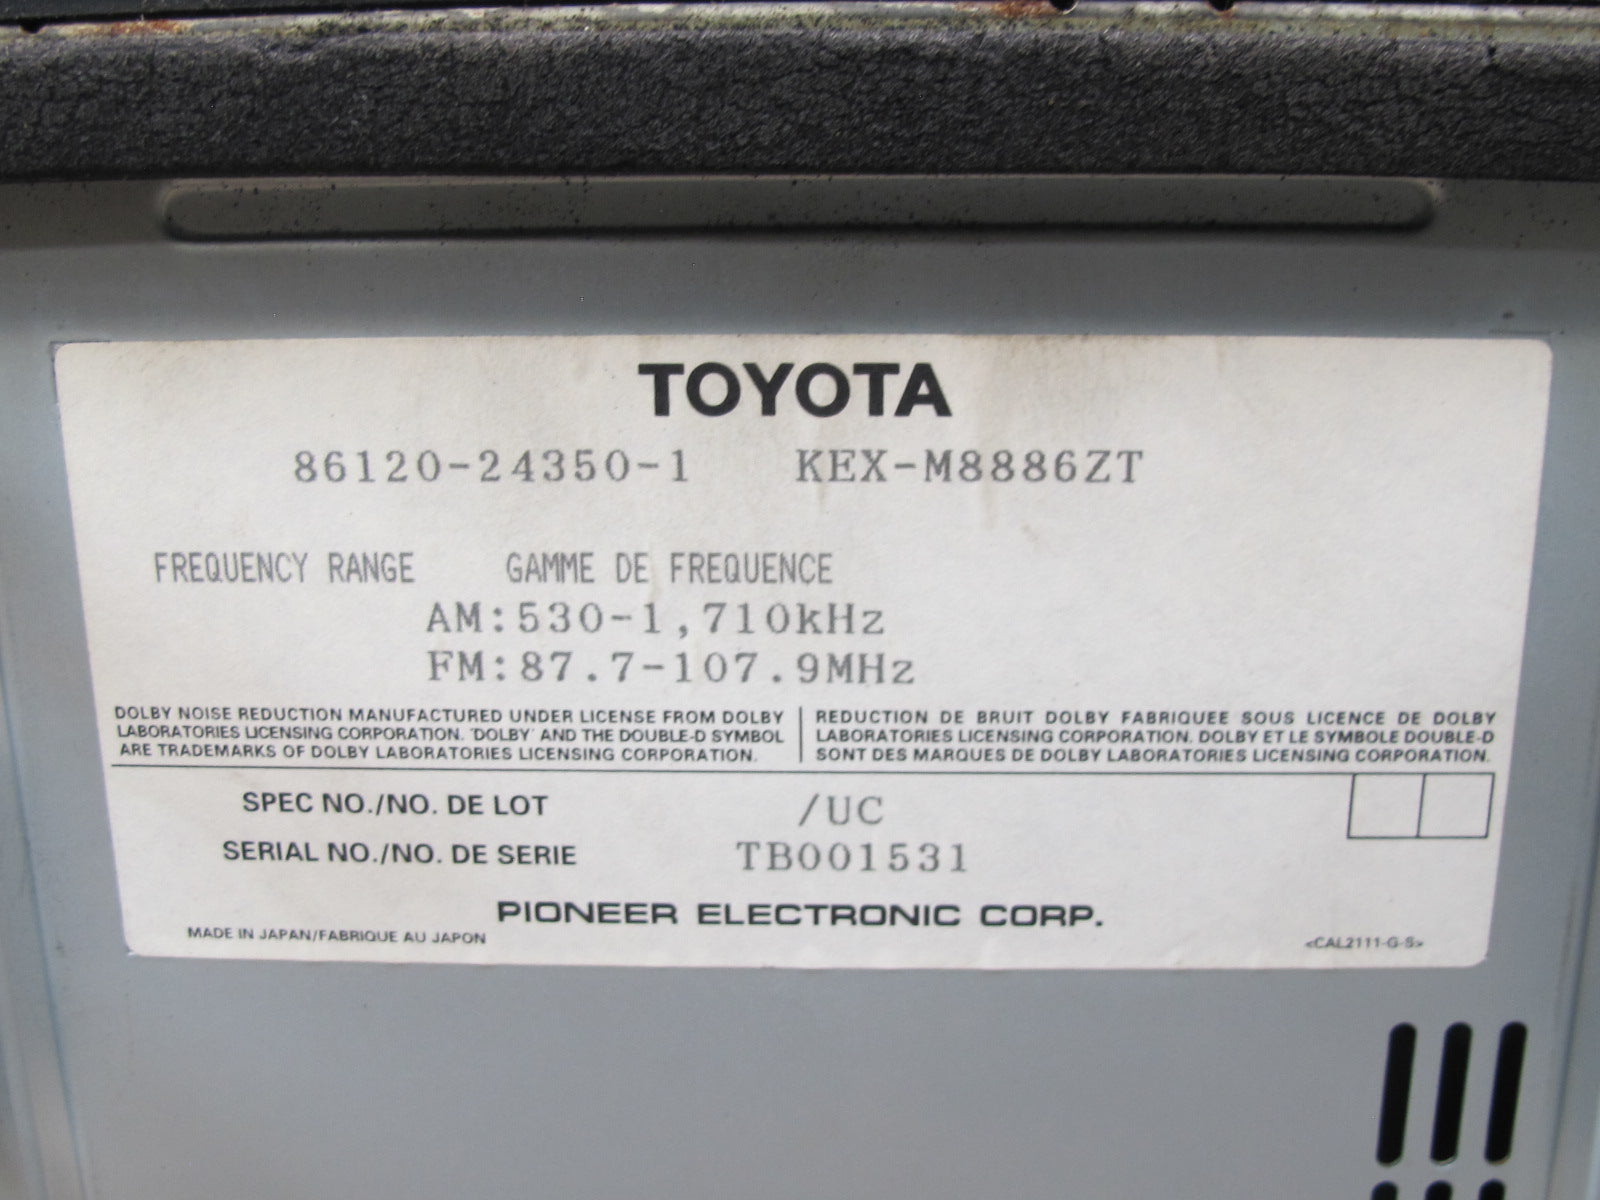 TOYOTA
86120-24350-1 KEX-M8886ZT
FREQUENCY RANGE GAMME DE FREQUENCE
AM:530-1,710kHz
FM:87.7-107.9MHz
DOLBY NOISE REDUCTION MANUFACTURED UNDER LICENSE FROM DOLBY
LABORATORIES LICENSING CORPORATION. "DOLBY" AND THE DOUBLE-D SYMBOL
ARE TRADEMARKS OF DOLBY LABORATORIES LICENSING CORPORATION.
REDUCTION DE BRUIT DOLBY FABRIQUEE SOUS LICENCE DE DOLBY
LABORATORIES LICENSING CORPORATION. DOLBY ET LE SYMBOLE DOUBLE-D
SONT DES MARQUES DE DOLBY LABORATORIES LICENSING CORPORATION.
SPEC NO./NO. DE LOT /UC
SERIAL NO./NO. DE SERIE TB001531
PIONEER ELECTRONIC CORP.
MADE IN JAPAN/FABRIQUE AU JAPON
<CAL2111-G-S>